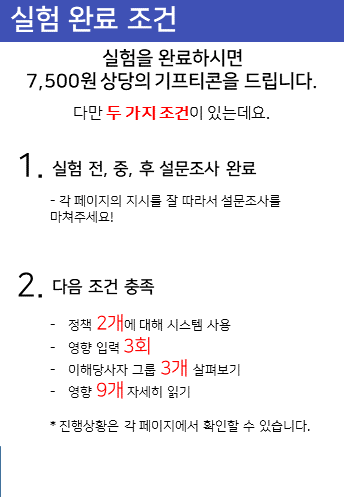 실험 완료 조건
실험을 완료하시면
7,500원 상당의 기프티콘을 드립니다.
다만 두 가지 조건이 있는데요.
1. 실험 전, 중, 후 설문조사 완료
- 각 페이지의 지시를 잘 따라서 설문조사를
마쳐주세요!
2. 다음 조건 충족
- 정책 2개에 대해 시스템 사용
- 영향 입력 3회
- 이해당사자 그룹 3개 살펴보기
- 영향 9개 자세히 읽기
* 진행상황은 각 페이지에서 확인할 수 있습니다.